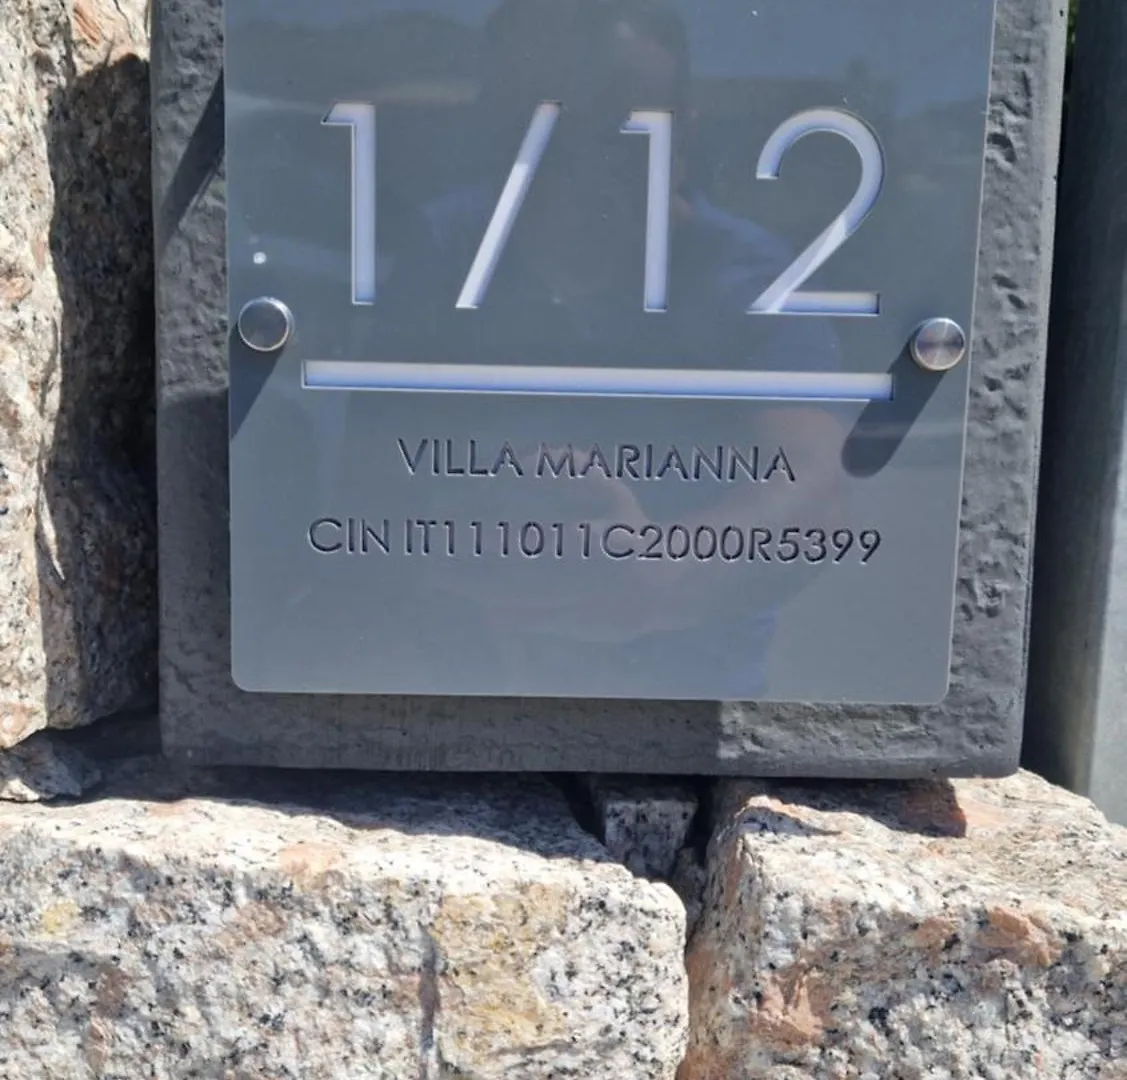 1/12
VILLA MARIANNA
CIN IT111011C2000R5399